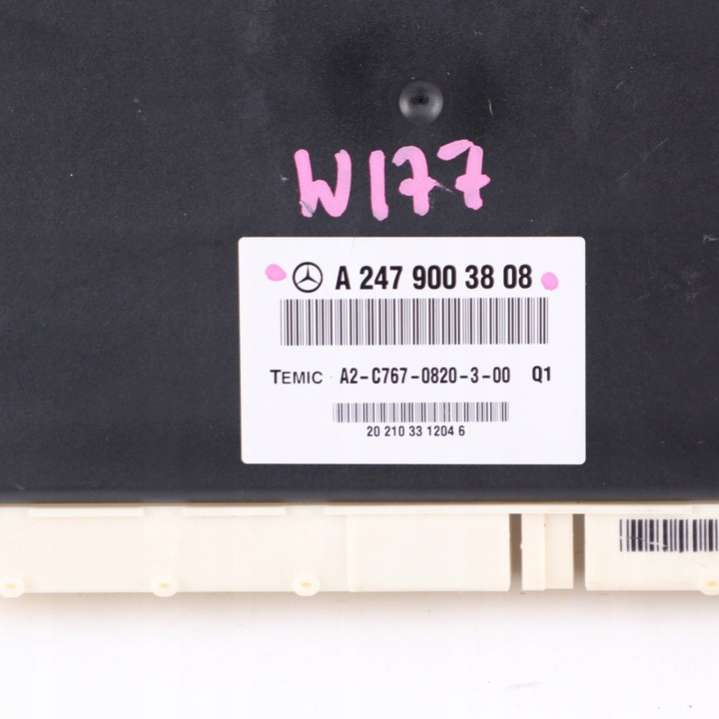 W177
A 247 900 38 08
TEMIC A2-C767-0820-3-00 Q1
20 210 33 1204 6